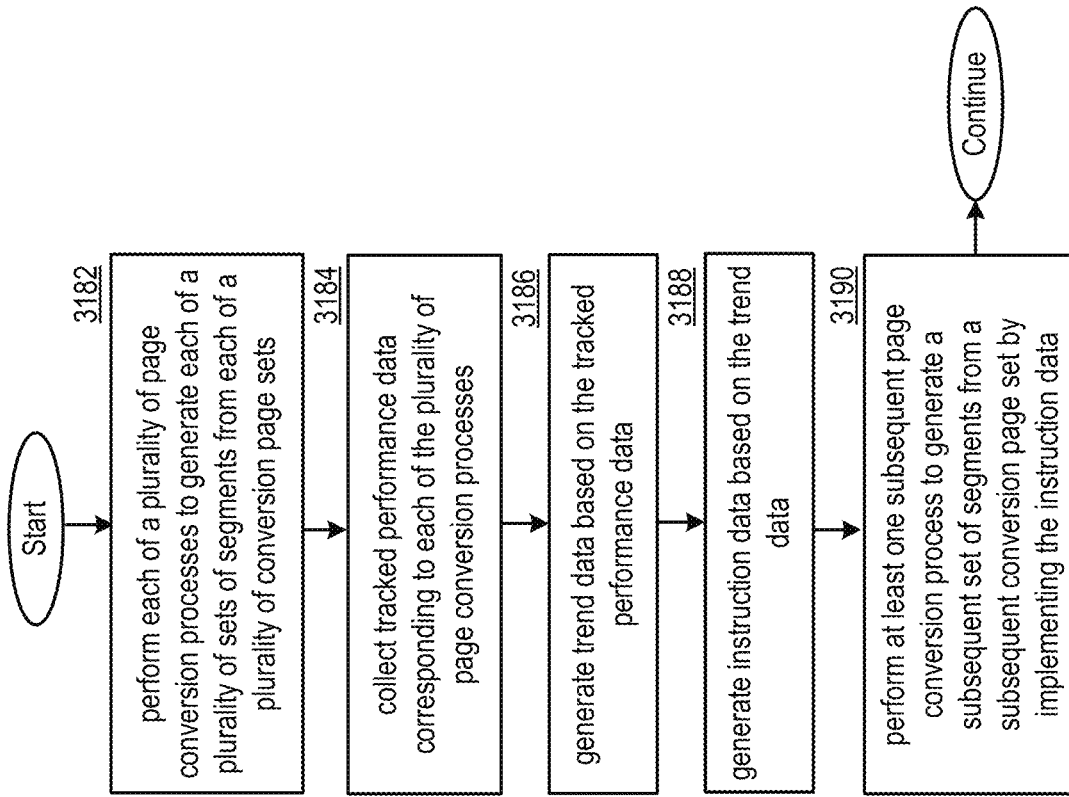 Start
3182
perform each of a plurality of page
conversion processes to generate each of a
plurality of sets of segments from each of a
plurality of conversion page sets
3184
collect tracked performance data
corresponding to each of the plurality of
page conversion processes
3186
generate trend data based on the tracked
performance data
3188
generate instruction data based on the trend
data
3190
perform at least one subsequent page
conversion process to generate a
subsequent set of segments from a
subsequent conversion page set by
implementing the instruction data
Continue